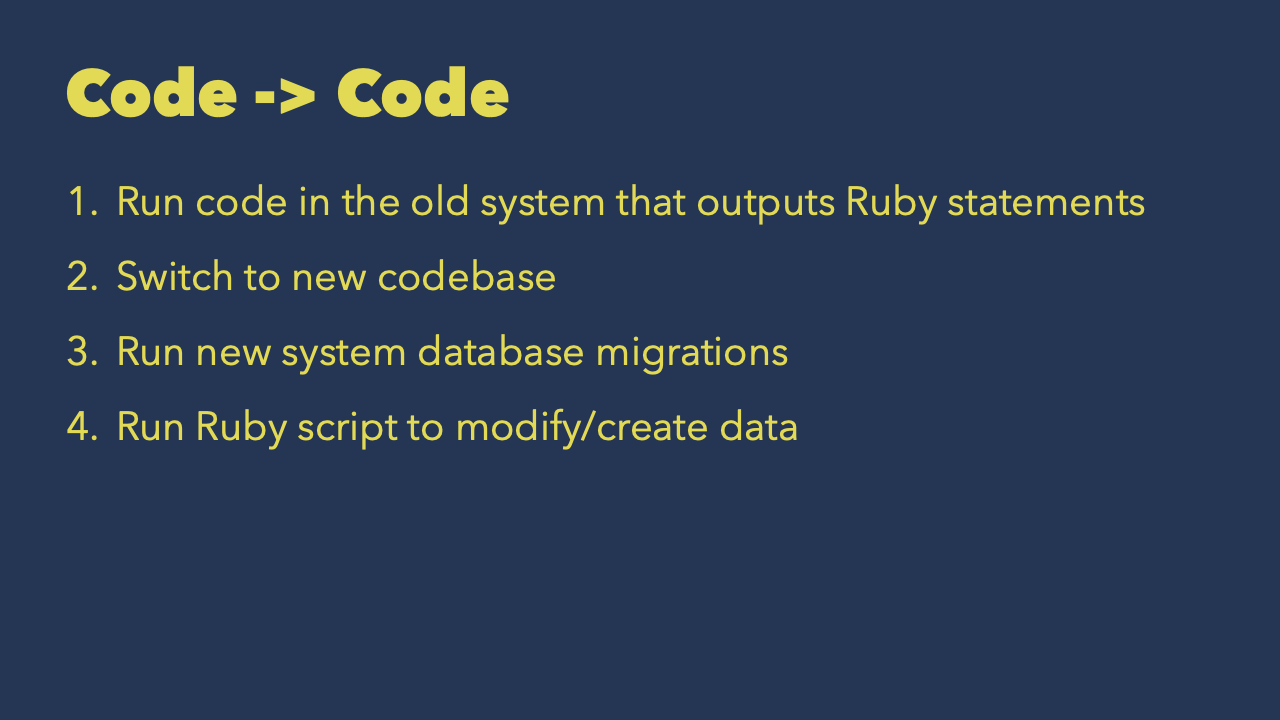 Code -> Code
1. Run code in the old system that outputs Ruby statements
2. Switch to new codebase
3. Run new system database migrations
4. Run Ruby script to modify/create data